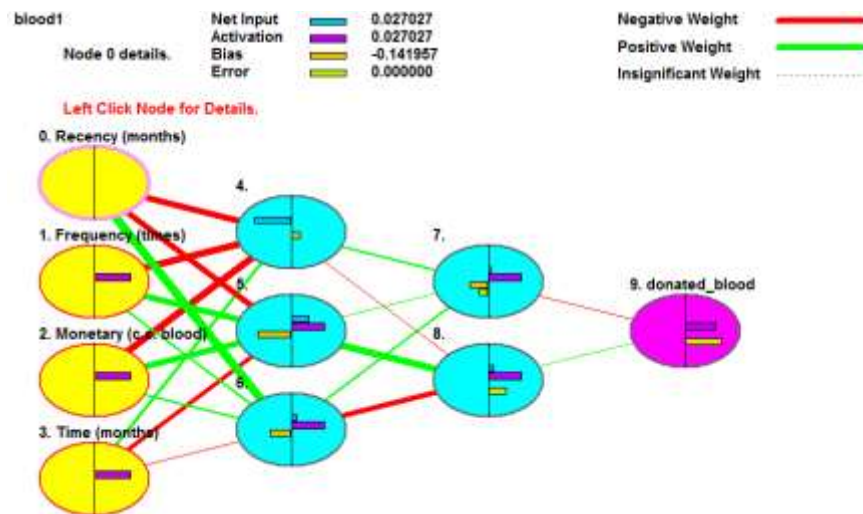 blood1
Node 0 details.
Net Input 0.027027
Activation 0.027027
Bias -0.141957
Error 0.000000
Negative Weight
Positive Weight
Insignificant Weight
Left Click Node for Details.
0. Recency (months)
4.
1. Frequency (times)
7.
5.
9. donated_blood
2. Monetary (c.c. blood)
8.
6.
3. Time (months)